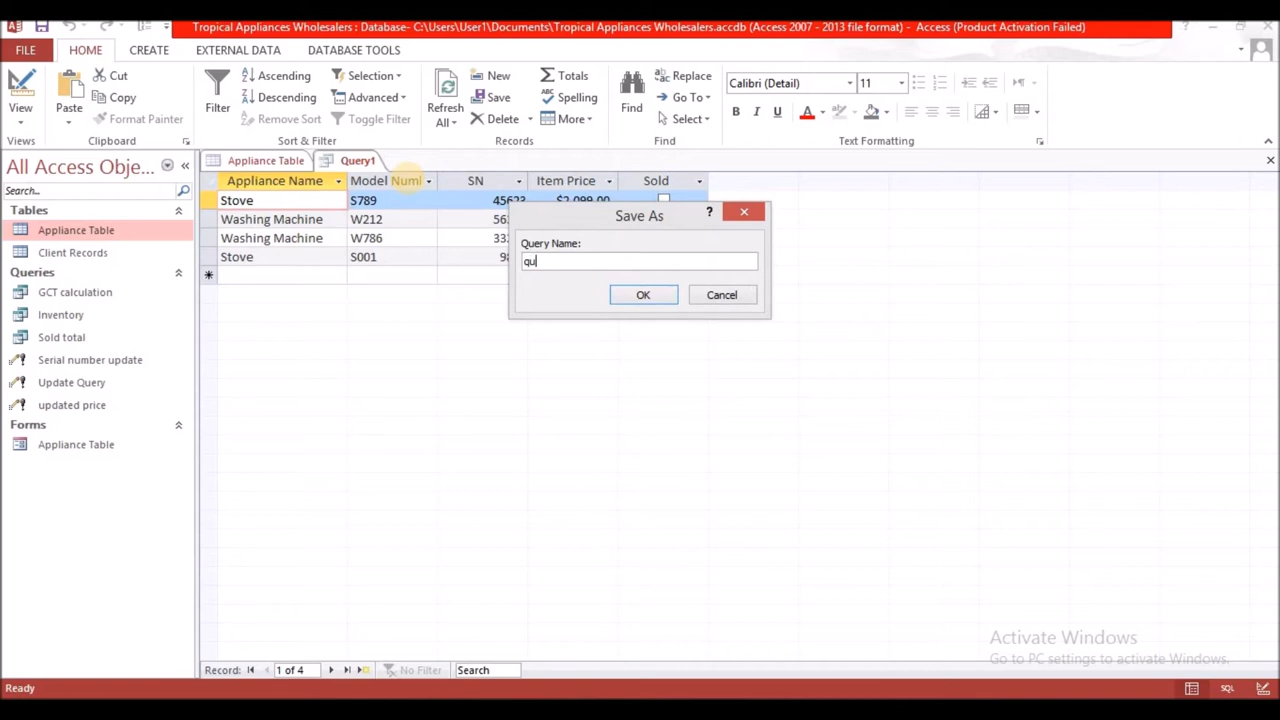 Tropical Appliances Wholesalers : Database- C:\Users\User1\Documents\Tropical Appliances Wholesalers.accdb (Access 2007 - 2013 file format) - Access (Product Activation Failed)
FILE HOME CREATE EXTERNAL DATA DATABASE TOOLS
View
Views
Paste
Cut
Copy
Format Painter
Clipboard
Filter
Ascending
Descending
Remove Sort
Selection
Advanced
Toggle Filter
Sort & Filter
Refresh All
New
Save
Delete
Totals
Spelling
More
Records
Find
Replace
Go To
Select
Find
Calibri (Detail) 11
B I U A
Text Formatting
All Access Obje...
Search...
Tables
Appliance Table
Client Records
Queries
GCT calculation
Inventory
Sold total
Serial number update
Update Query
updated price
Forms
Appliance Table
Appliance Table Query1
Appliance Name Model Numl SN Item Price Sold
Stove S789 45623 $2,099.00
Washing Machine W212
Washing Machine W786
Stove S001
Save As
?
Query Name:
qu
OK Cancel
Activate Windows
Go to PC settings to activate Windows.
Record: 1 of 4 No Filter Search
Ready SQL